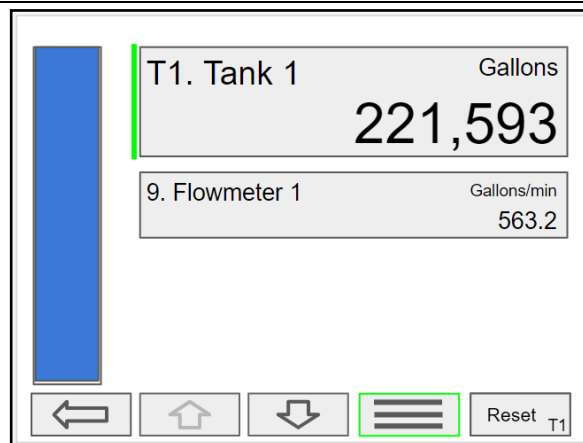 T1. Tank 1 Gallons
221,593
9. Flowmeter 1 Gallons/min
563.2
Reset T1